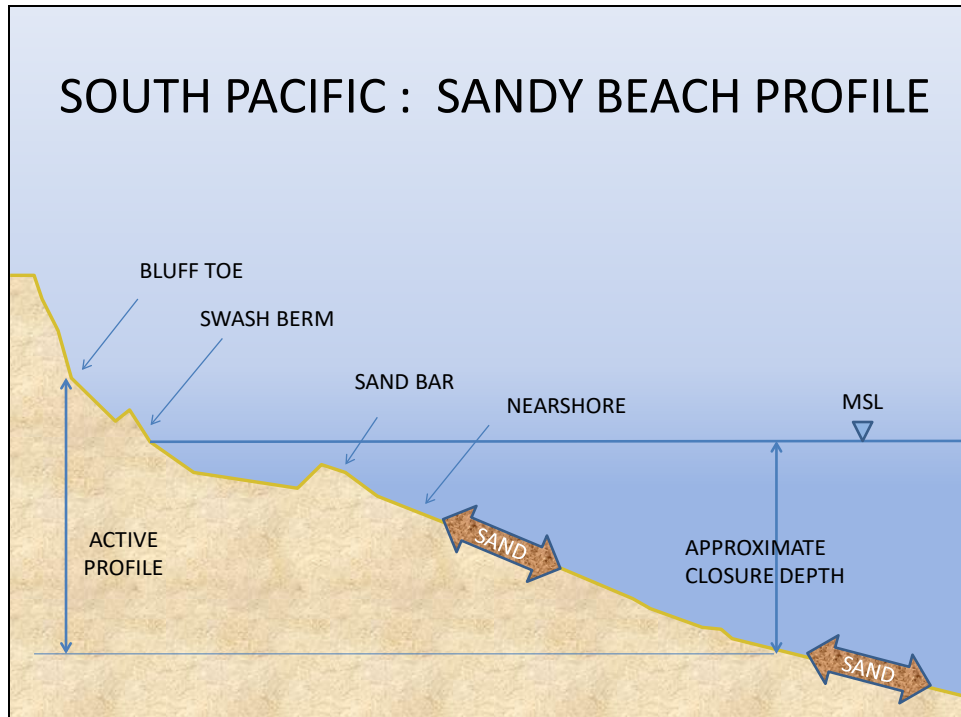 SOUTH PACIFIC : SANDY BEACH PROFILE
BLUFF TOE
SWASH BERM
SAND BAR
NEARSHORE
MSL
SAND
ACTIVE
PROFILE
APPROXIMATE
CLOSURE DEPTH
SAND